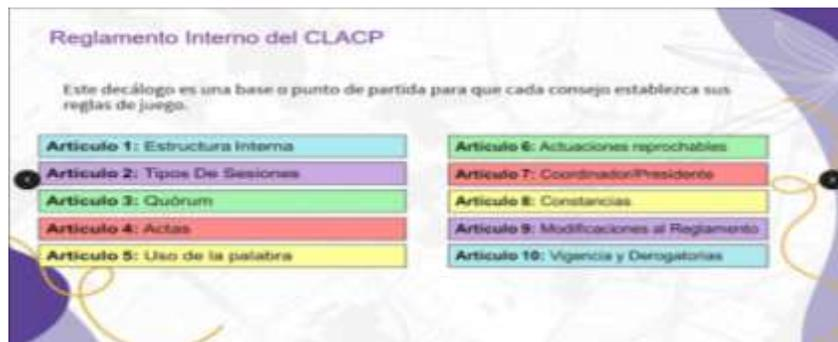 Reglamento Interno del CLACP
Este decálogo es una base o punto de partida para que cada consejo establezca sus
reglas de juego.
Artículo 1: Estructura Interna
Artículo 2: Tipos De Sesiones
Artículo 3: Quórum
Artículo 4: Actas
Artículo 5: Uso de la palabra
Artículo 6: Actuaciones reprochables
Artículo 7: Coordinador/Presidente
Artículo 8: Constancias
Artículo 9: Modificaciones al Reglamento
Artículo 10: Vigencia y Derogatorias